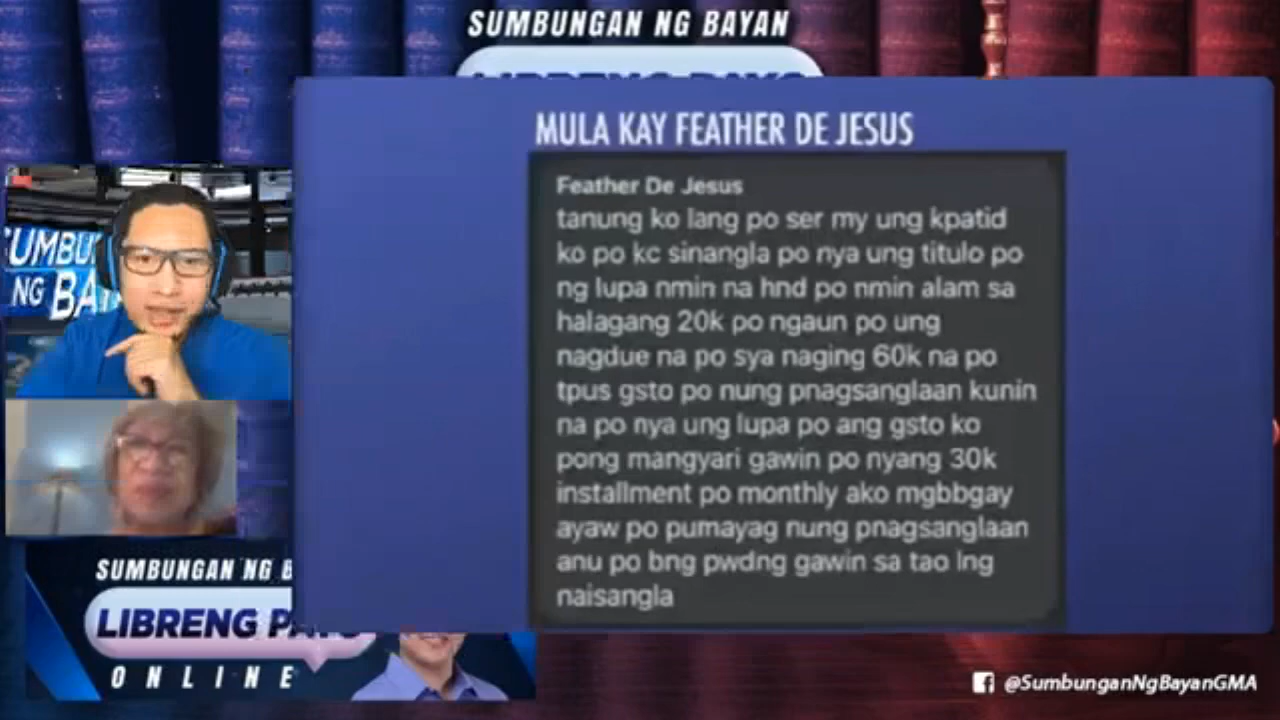 SUMBUNGAN NG BAYAN
MULA KAY FEATHER DE JESUS
Feather De Jesus
tanung ko lang po ser my ung kpatid
ko po kc sinangla po nya ung titulo po
ng lupa nmin na hnd po nmin alam sa
halagang 20k po ngaun po ung
nagdue na po sya naging 60k na po
tpus gsto po nung pnagsanglaan kunin
na po nya ung lupa po ang gsto ko
pong mangyari gawin po nyang 30k
installment po monthly ako mgbbgay
ayaw po pumayag nung pnagsanglaan
anu po bng pwdng gawin sa tao lng
naisangla
NG
SUMBUNGAN NG B
LIBRENG
ONLINE
@SumbunganNgBayanGMA